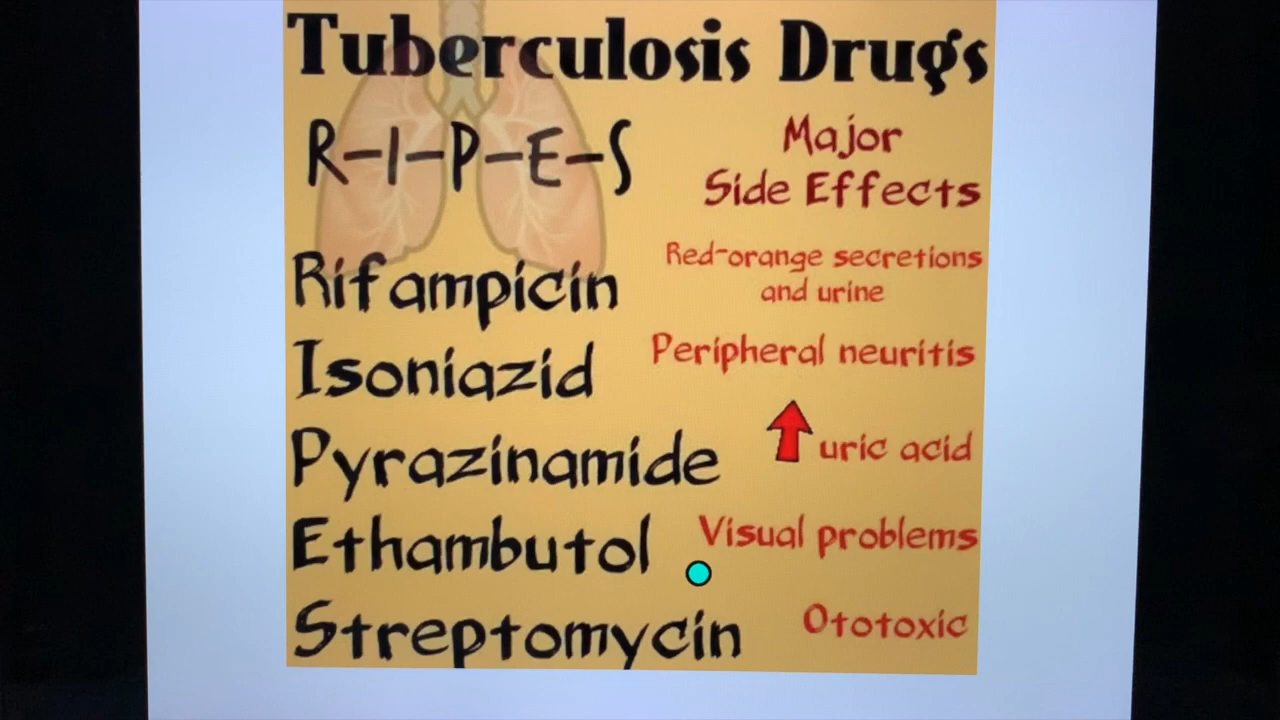 Tuberculosis Drugs
R-I-P-E-S
Major
Side Effects
Rifampicin
Red-orange secretions
and urine
Isoniazid
Peripheral neuritis
Pyrazinamide
uric acid
Ethambutol
Visual problems
Streptomycin
Ototoxic